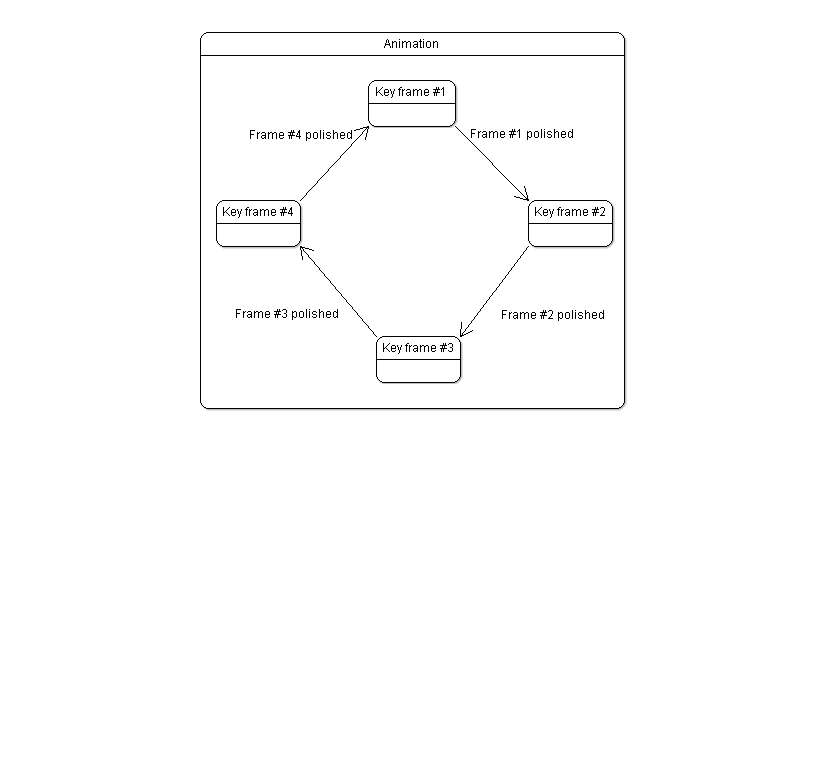 Animation
Key frame #1
Frame #4 polished
Frame #1 polished
Key frame #4
Key frame #2
Frame #3 polished
Frame #2 polished
Key frame #3